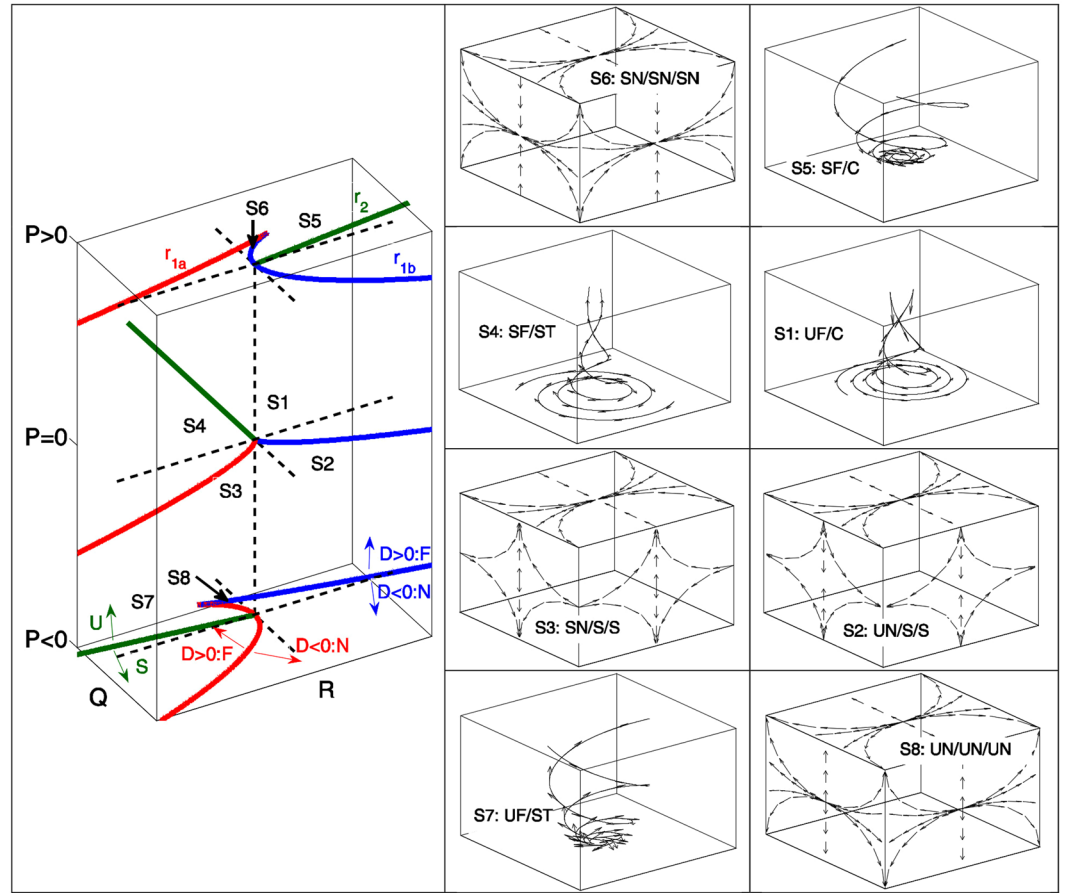 S6
S5
r2
P>0
r1a
r1b
S4
S1
P=0
S2
S3
S8
D>0:F
S7
D<0:N
U
P<0
S
D>0:F
D<0:N
Q
R
S6: SN/SN/SN
S5: SF/C
S4: SF/ST
S1: UF/C
S3: SN/S/S
S2: UN/S/S
S7: UF/ST
S8: UN/UN/UN